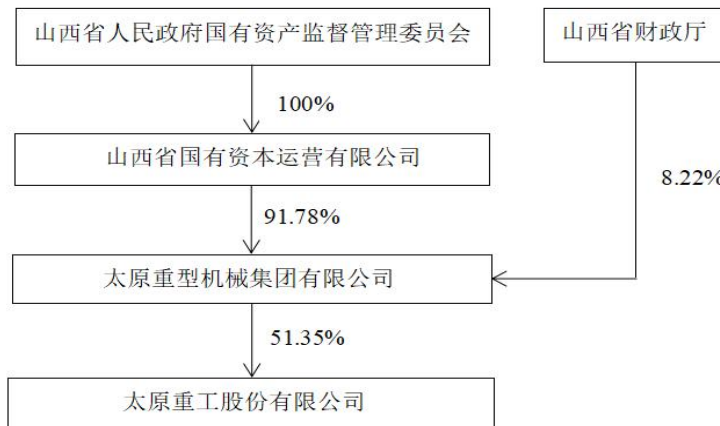 山西省人民政府国有资产监督管理委员会
山西省财政厅
100%
山西省国有资本运营有限公司
8.22%
91.78%
太原重型机械集团有限公司
51.35%
太原重工股份有限公司